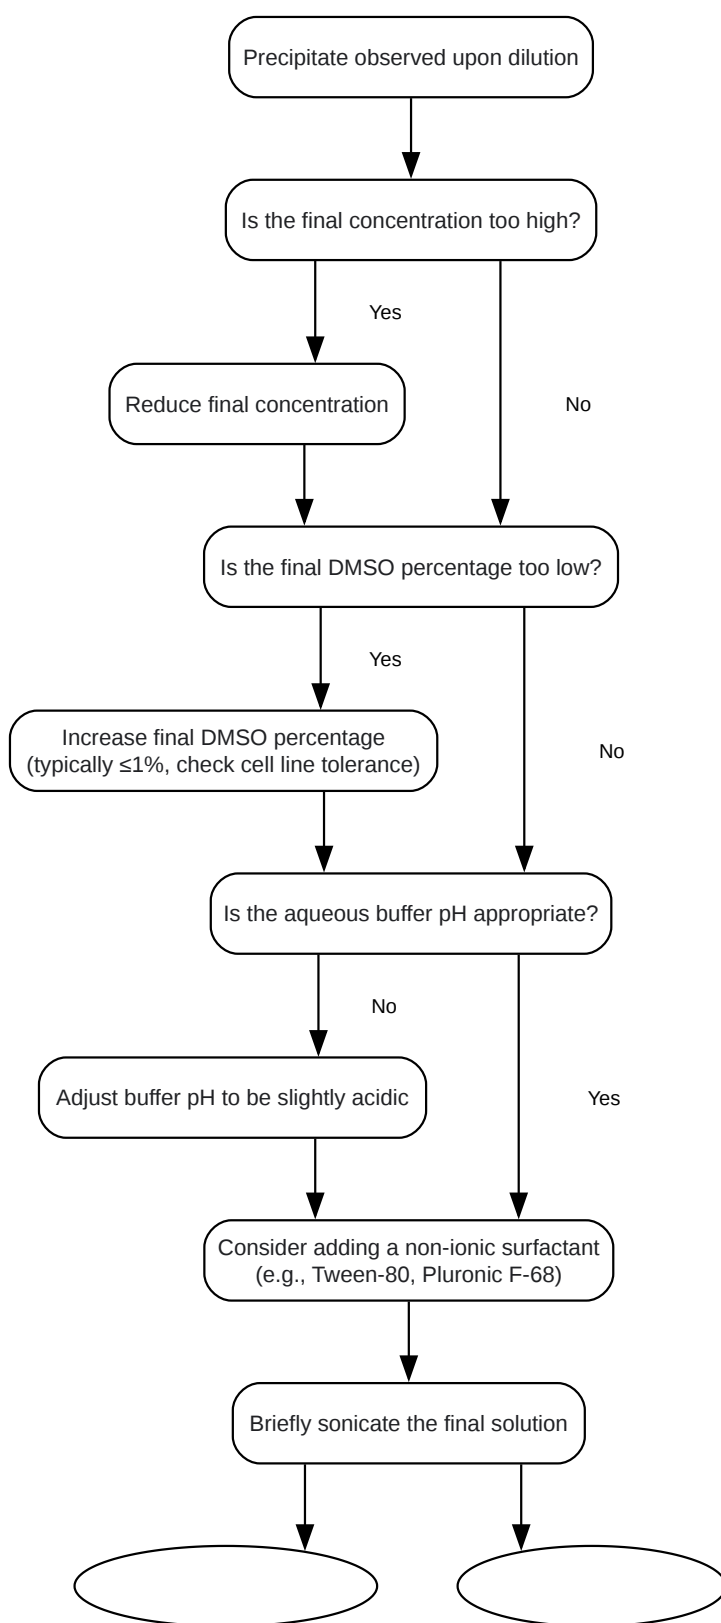 Precipitate observed upon dilution
Is the final concentration too high?
Yes
Reduce final concentration
No
Is the final DMSO percentage too low?
Yes
Increase final DMSO percentage
(typically ≤1%, check cell line tolerance)
No
Is the aqueous buffer pH appropriate?
No
Adjust buffer pH to be slightly acidic
Yes
Consider adding a non-ionic surfactant
(e.g., Tween-80, Pluronic F-68)
Briefly sonicate the final solution